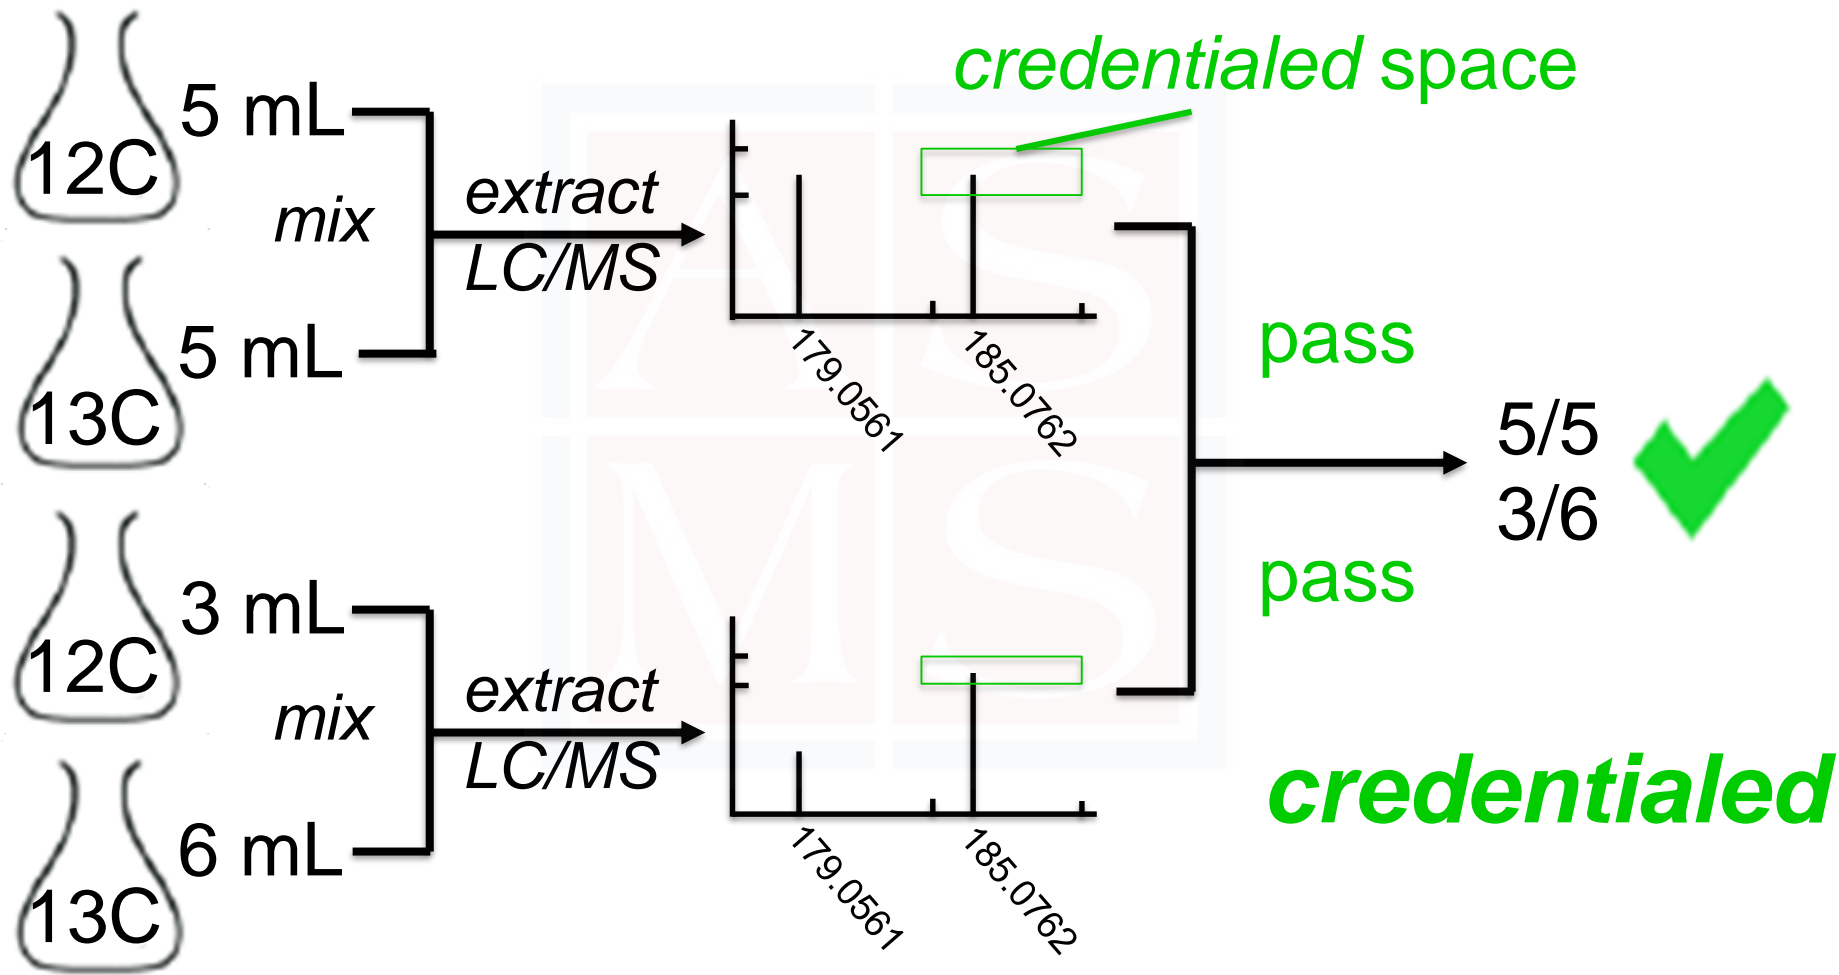 credentialed space
12C
5 mL
mix
13C
5 mL
extract
LC/MS
179.0561
185.0762
pass
5/5
3/6
pass
12C
3 mL
mix
13C
6 mL
extract
LC/MS
179.0561
185.0762
credentialed
A S
M S